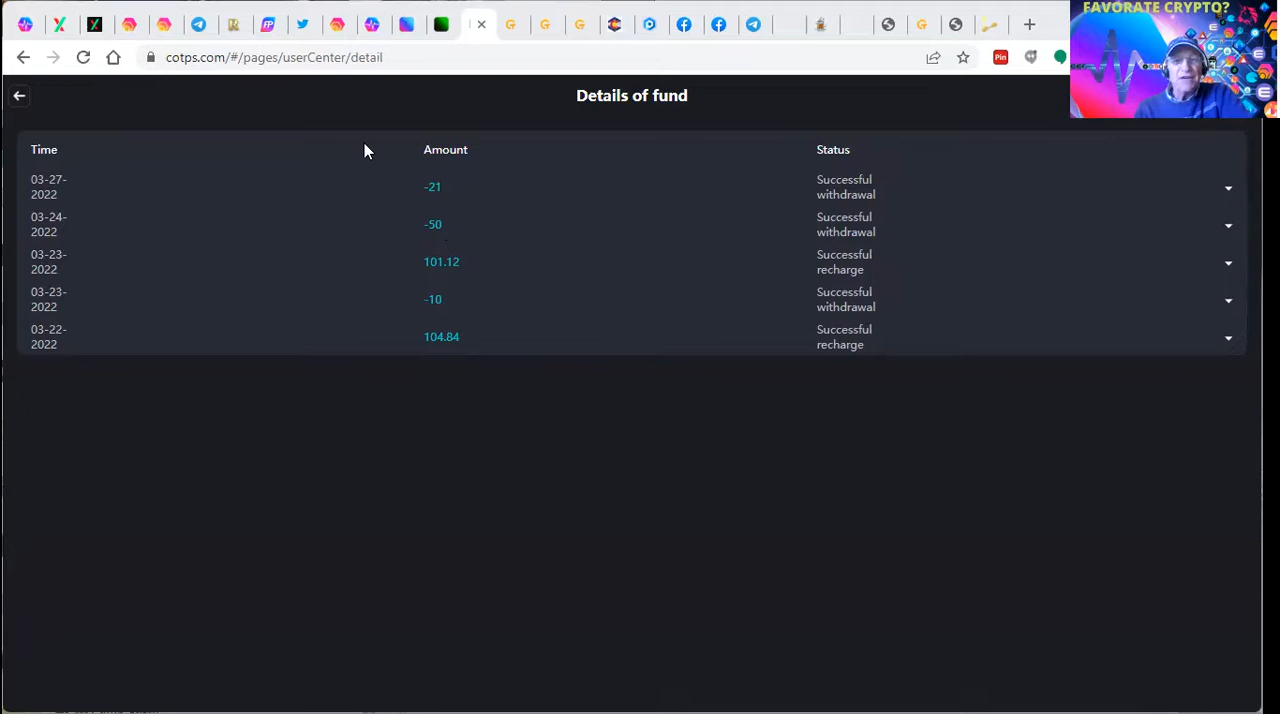 FAVORATE CRYPTO?
cotps.com/#/pages/userCenter/detail
Pin
Details of fund
Time Amount Status
03-27-
2022
-21
Successful
withdrawal
03-24-
2022
-50
Successful
withdrawal
03-23-
2022
101.12
Successful
recharge
03-23-
2022
-10
Successful
withdrawal
03-22-
2022
104.84
Successful
recharge